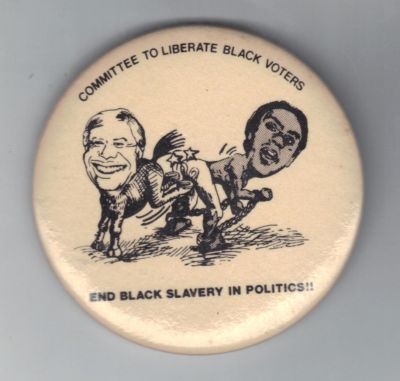 COMMITTEE TO LIBERATE BLACK VOTERS
END BLACK SLAVERY IN POLITICS!!